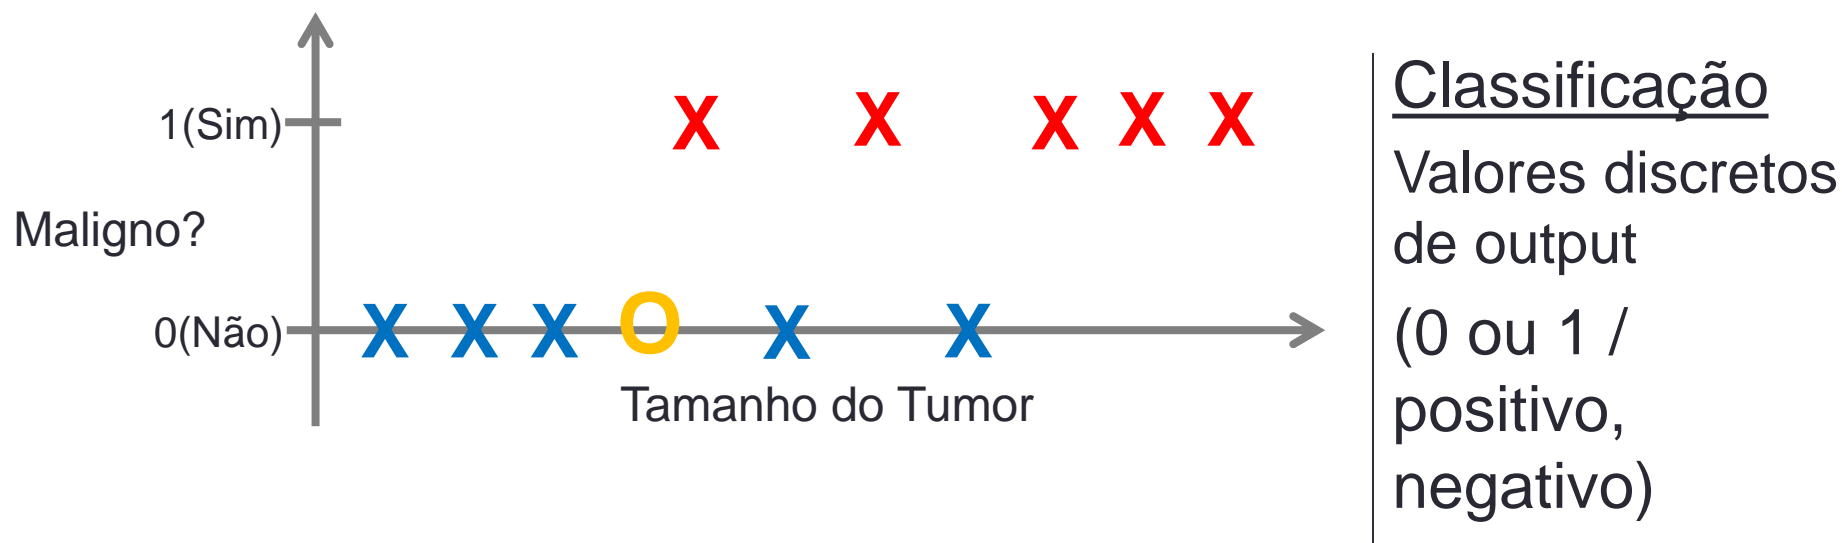 1(Sim)
X X X X X
Maligno?
0(Não)
X X X O X X
Tamanho do Tumor
Classificação
Valores discretos
de output
(0 ou 1 /
positivo,
negativo)